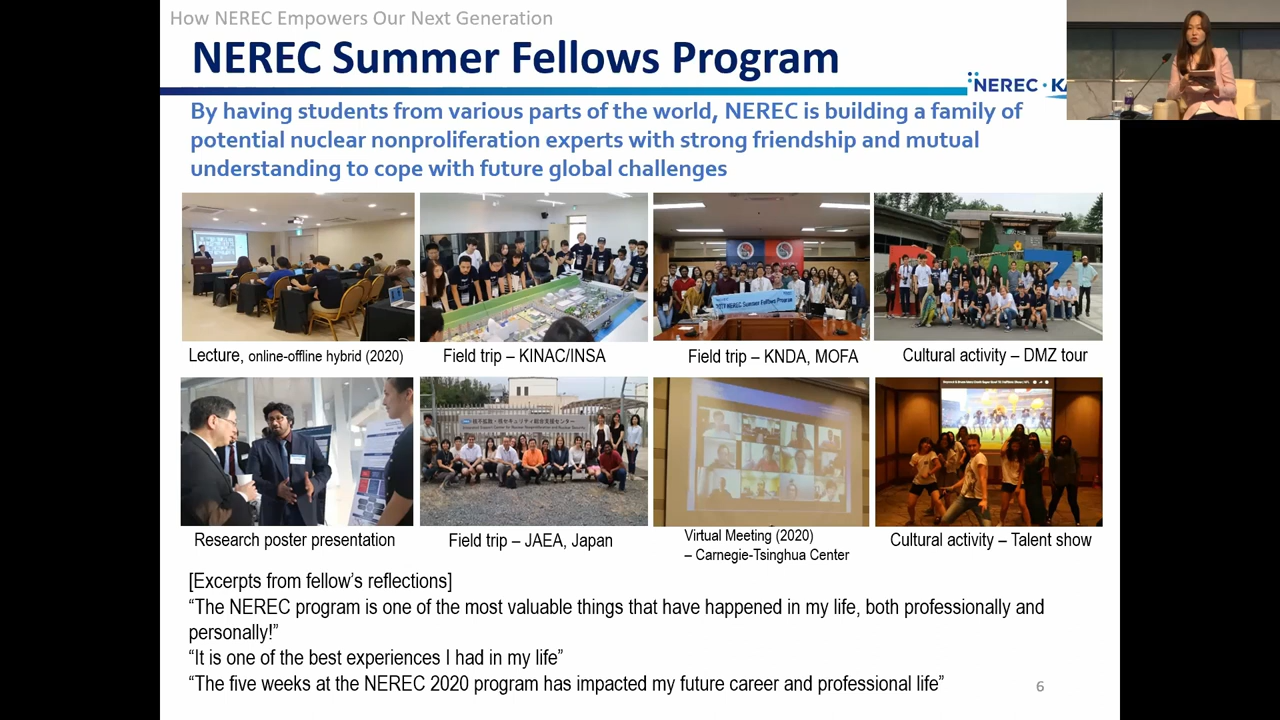 How NEREC Empowers Our Next Generation
NEREC Summer Fellows Program
NEREC · KA
By having students from various parts of the world, NEREC is building a family of
potential nuclear nonproliferation experts with strong friendship and mutual
understanding to cope with future global challenges
NEREC Summer Fellows Program
DMZ
Lecture, online-offline hybrid (2020)
Field trip – KINAC/INSA
Field trip – KNDA, MOFA
Cultural activity – DMZ tour
Research poster presentation
Field trip – JAEA, Japan
Virtual Meeting (2020)
– Carnegie-Tsinghua Center
Cultural activity – Talent show
[Excerpts from fellow’s reflections]
“The NEREC program is one of the most valuable things that have happened in my life, both professionally and
personally!”
“It is one of the best experiences I had in my life”
“The five weeks at the NEREC 2020 program has impacted my future career and professional life”
6